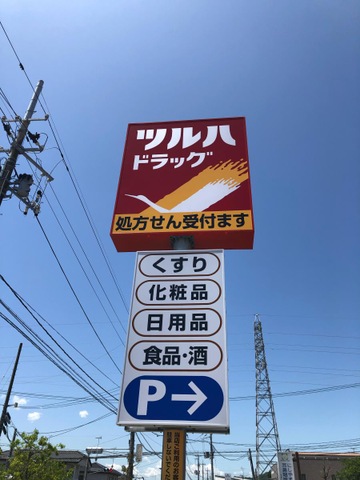 ツルハ
ドラッグ
処方せん受付ます
くすり
化粧品
日用品
食品・酒
P→